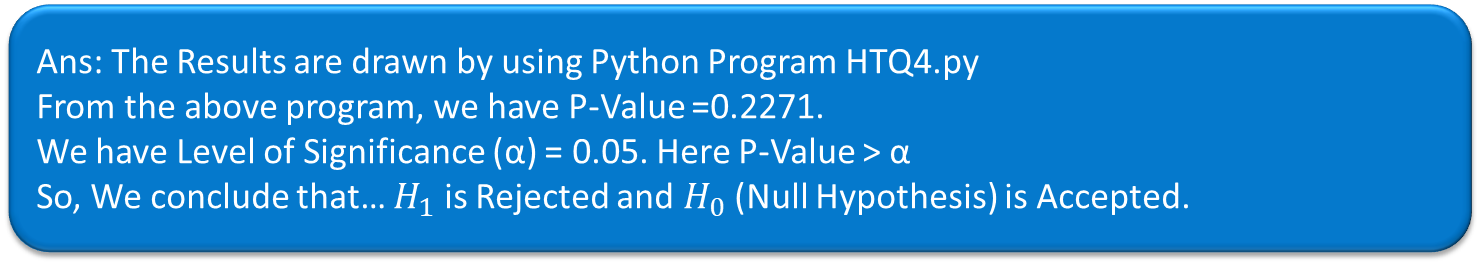 Ans: The Results are drawn by using Python Program HTQ4.py
From the above program, we have P-Value =0.2271.
We have Level of Significance (α) = 0.05. Here P-Value > α
So, We conclude that… H₁ is Rejected and H₀ (Null Hypothesis) is Accepted.